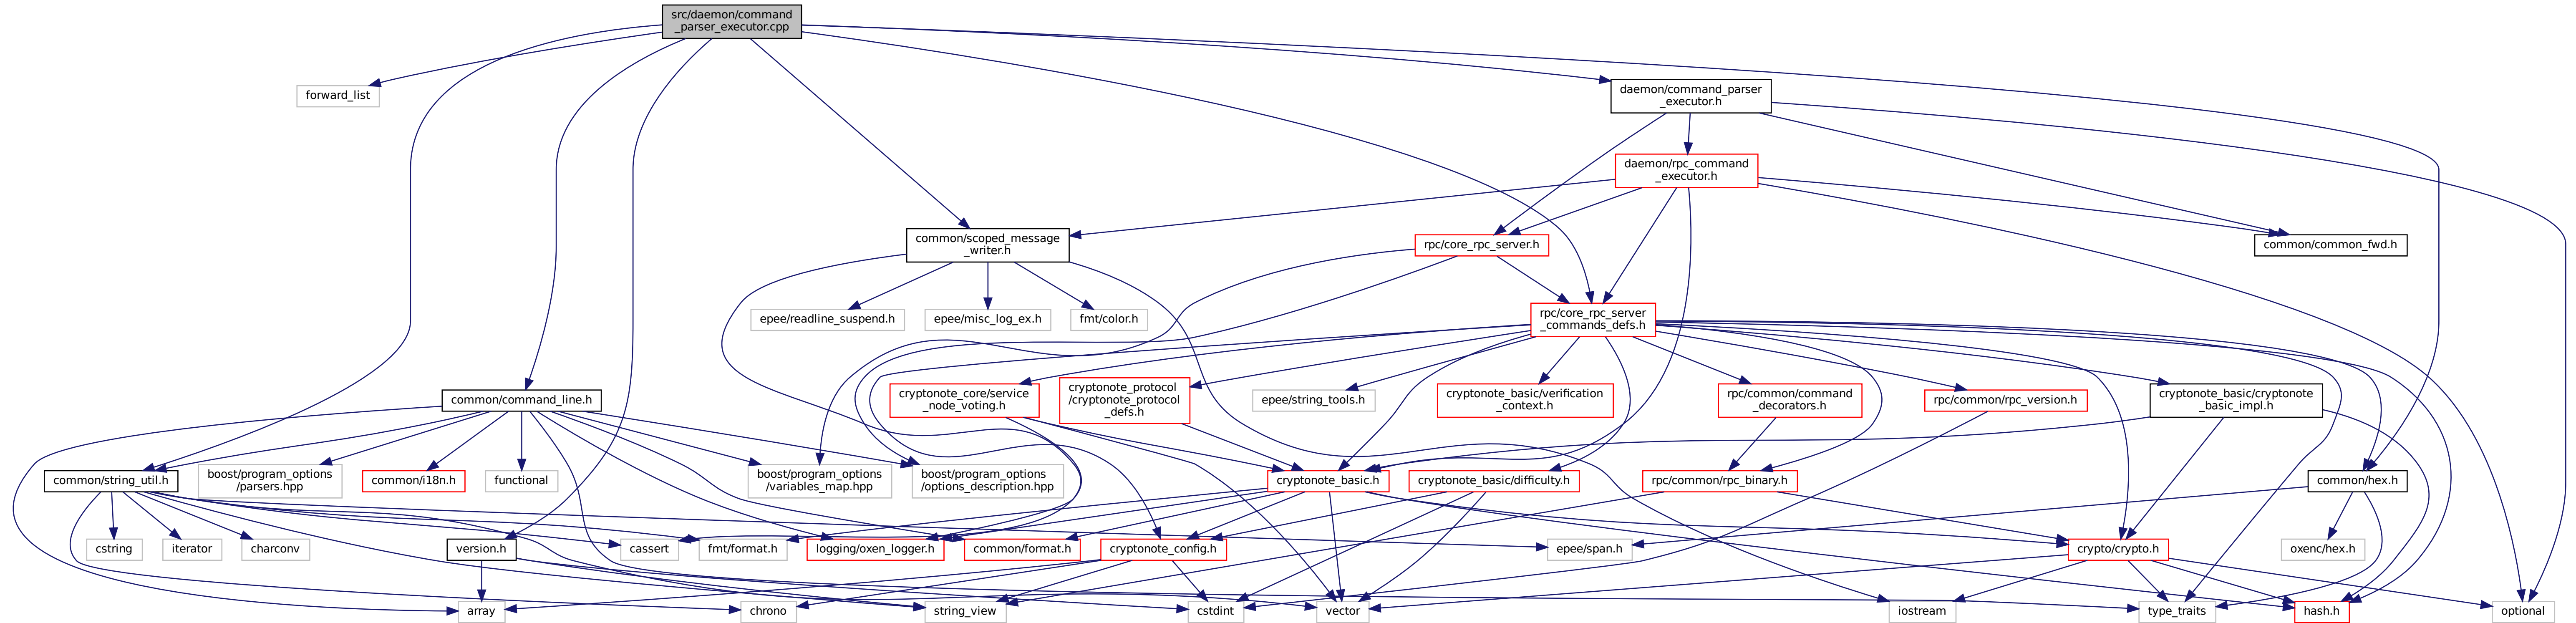 src/daemon/command
_parser_executor.cpp
forward_list
daemon/command_parser
_executor.h
daemon/rpc_command
_executor.h
common/scoped_message
_writer.h
rpc/core_rpc_server.h
common/common_fwd.h
epee/readline_suspend.h
epee/misc_log_ex.h
fmt/color.h
rpc/core_rpc_server
_commands_defs.h
common/command_line.h
cryptonote_core/service
_node_voting.h
cryptonote_protocol
/cryptonote_protocol
_defs.h
epee/string_tools.h
cryptonote_basic/verification
_context.h
rpc/common/command
_decorators.h
rpc/common/rpc_version.h
cryptonote_basic/cryptonote
_basic_impl.h
common/string_util.h
boost/program_options
/parsers.hpp
common/i18n.h
functional
boost/program_options
/variables_map.hpp
boost/program_options
/options_description.hpp
cryptonote_basic.h
cryptonote_basic/difficulty.h
rpc/common/rpc_binary.h
common/hex.h
cstring
iterator
charconv
version.h
cassert
fmt/format.h
logging/oxen_logger.h
common/format.h
cryptonote_config.h
epee/span.h
crypto/crypto.h
oxenc/hex.h
array
chrono
string_view
cstdint
vector
iostream
type_traits
hash.h
optional